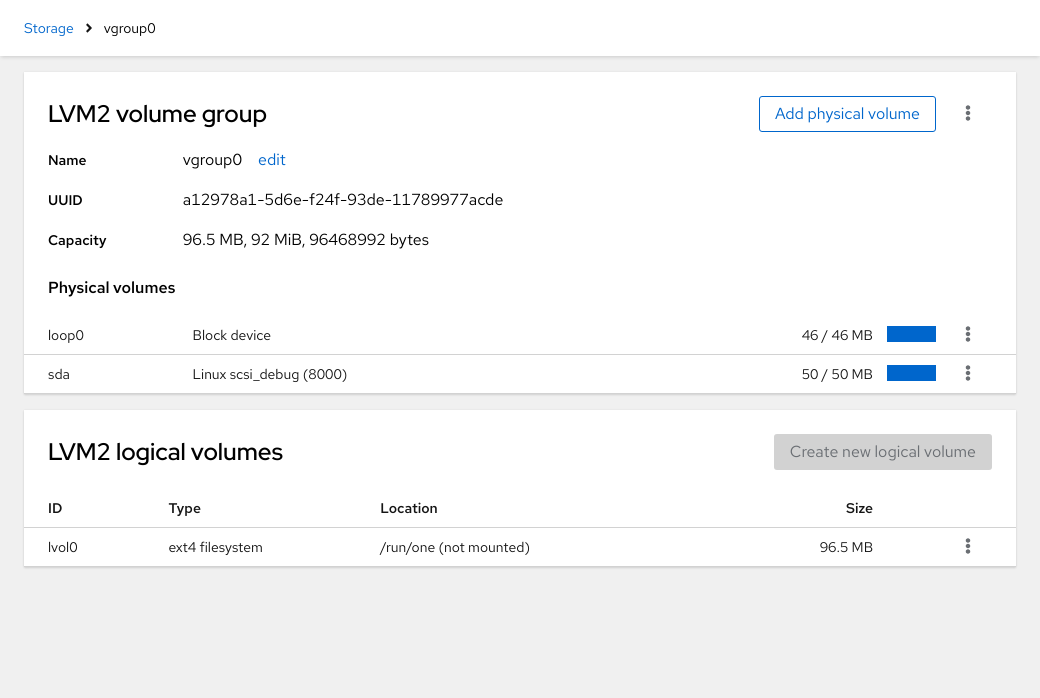 Storage > vgroup0
LVM2 volume group
Add physical volume
Name vgroup0 edit
UUID a12978a1-5d6e-f24f-93de-11789977acde
Capacity 96.5 MB, 92 MiB, 96468992 bytes
Physical volumes
loop0 Block device 46 / 46 MB
sda Linux scsi_debug (8000) 50 / 50 MB
LVM2 logical volumes
Create new logical volume
ID Type Location Size
lvol0 ext4 filesystem /run/one (not mounted) 96.5 MB